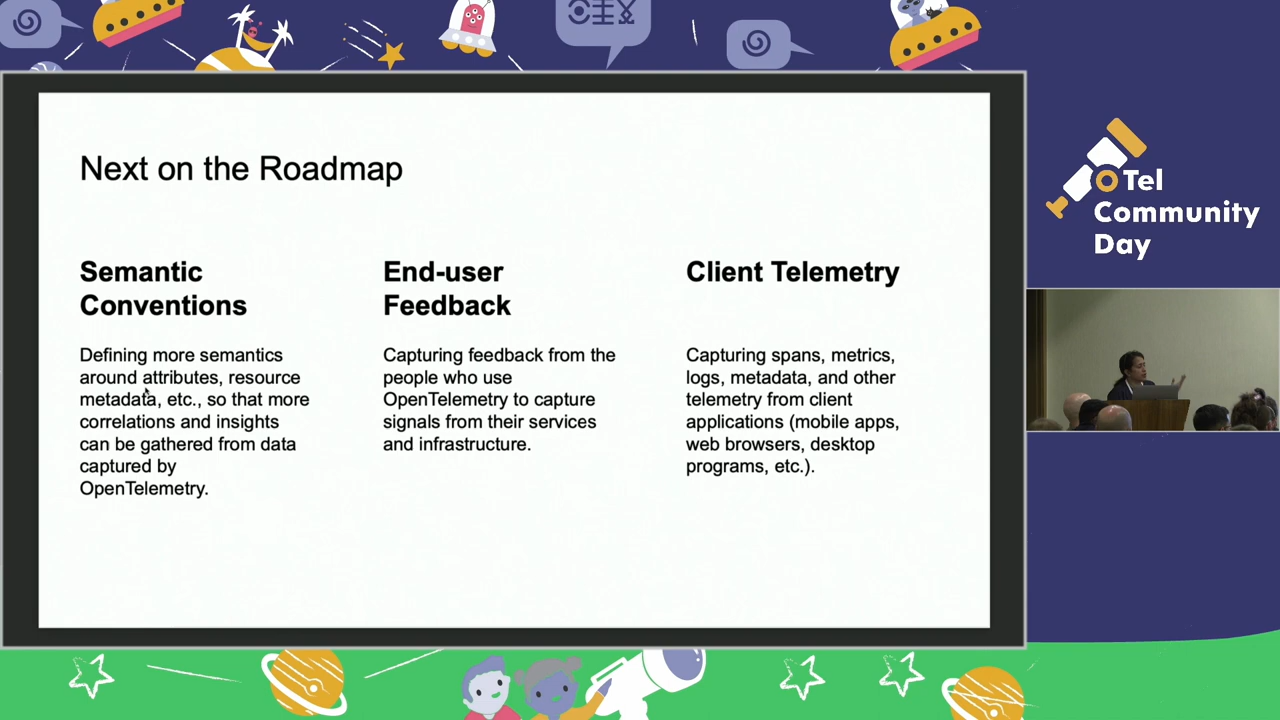 Next on the Roadmap
Semantic
Conventions
Defining more semantics
around attributes, resource
metadata, etc., so that more
correlations and insights
can be gathered from data
captured by
OpenTelemetry.
End-user
Feedback
Capturing feedback from the
people who use
OpenTelemetry to capture
signals from their services
and infrastructure.
Client Telemetry
Capturing spans, metrics,
logs, metadata, and other
telemetry from client
applications (mobile apps,
web browsers, desktop
programs, etc.).
OTel
Community
Day